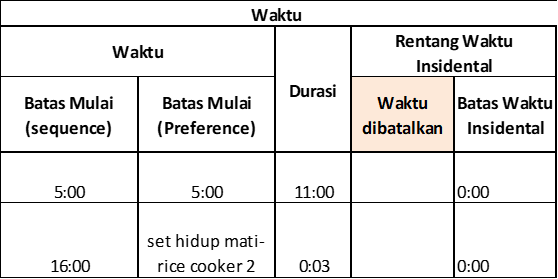 Waktu
Waktu
Durasi
Rentang Waktu
Insidental
Batas Mulai
(sequence)
Batas Mulai
(Preference)
Waktu
dibatalkan
Batas Waktu
Insidental
5:00
5:00
11:00
0:00
16:00
set hidup mati-
rice cooker 2
0:03
0:00